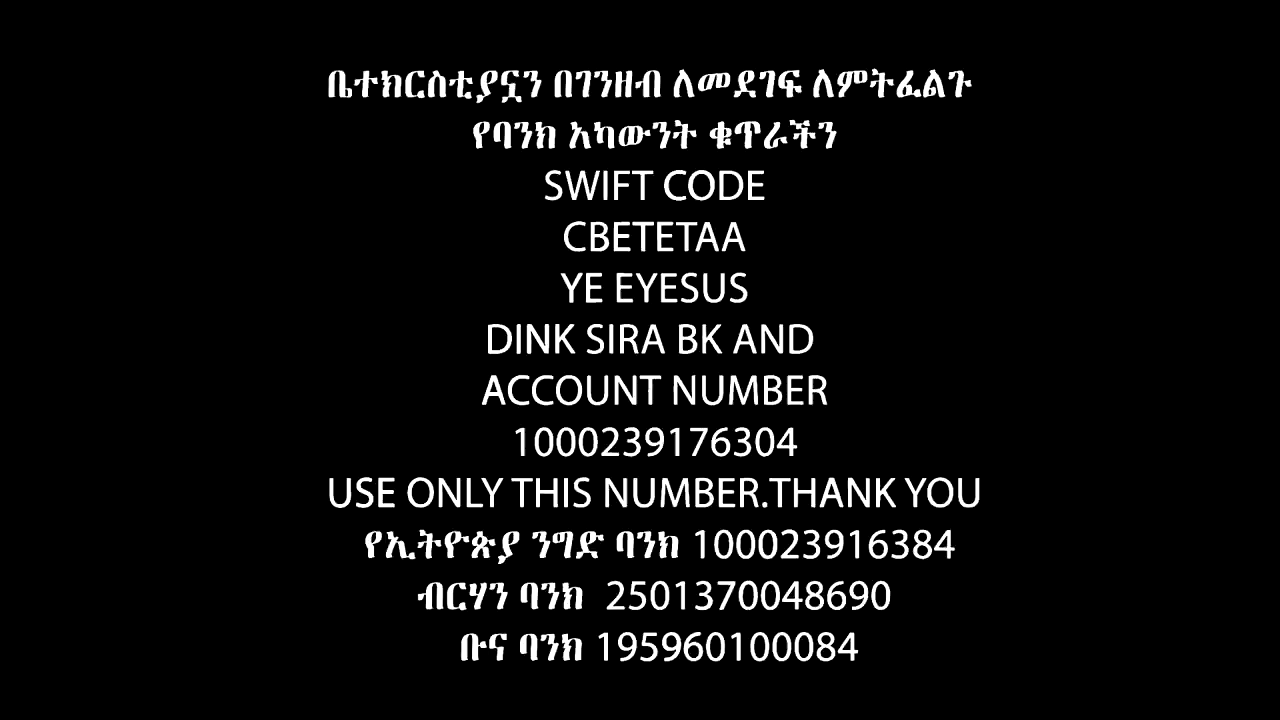 ቤተክርስቲያኗን በገንዘብ ለመደገፍ ለምትፈልጉ
የባንክ አካውንት ቁጥራችን
SWIFT CODE
CBETETAA
YE EYESUS
DINK SIRA BK AND
ACCOUNT NUMBER
1000239176304
USE ONLY THIS NUMBER.THANK YOU
የኢትዮጵያ ንግድ ባንክ 100023916384
ብርሃን ባንክ 2501370048690
ቡና ባንክ 195960100084